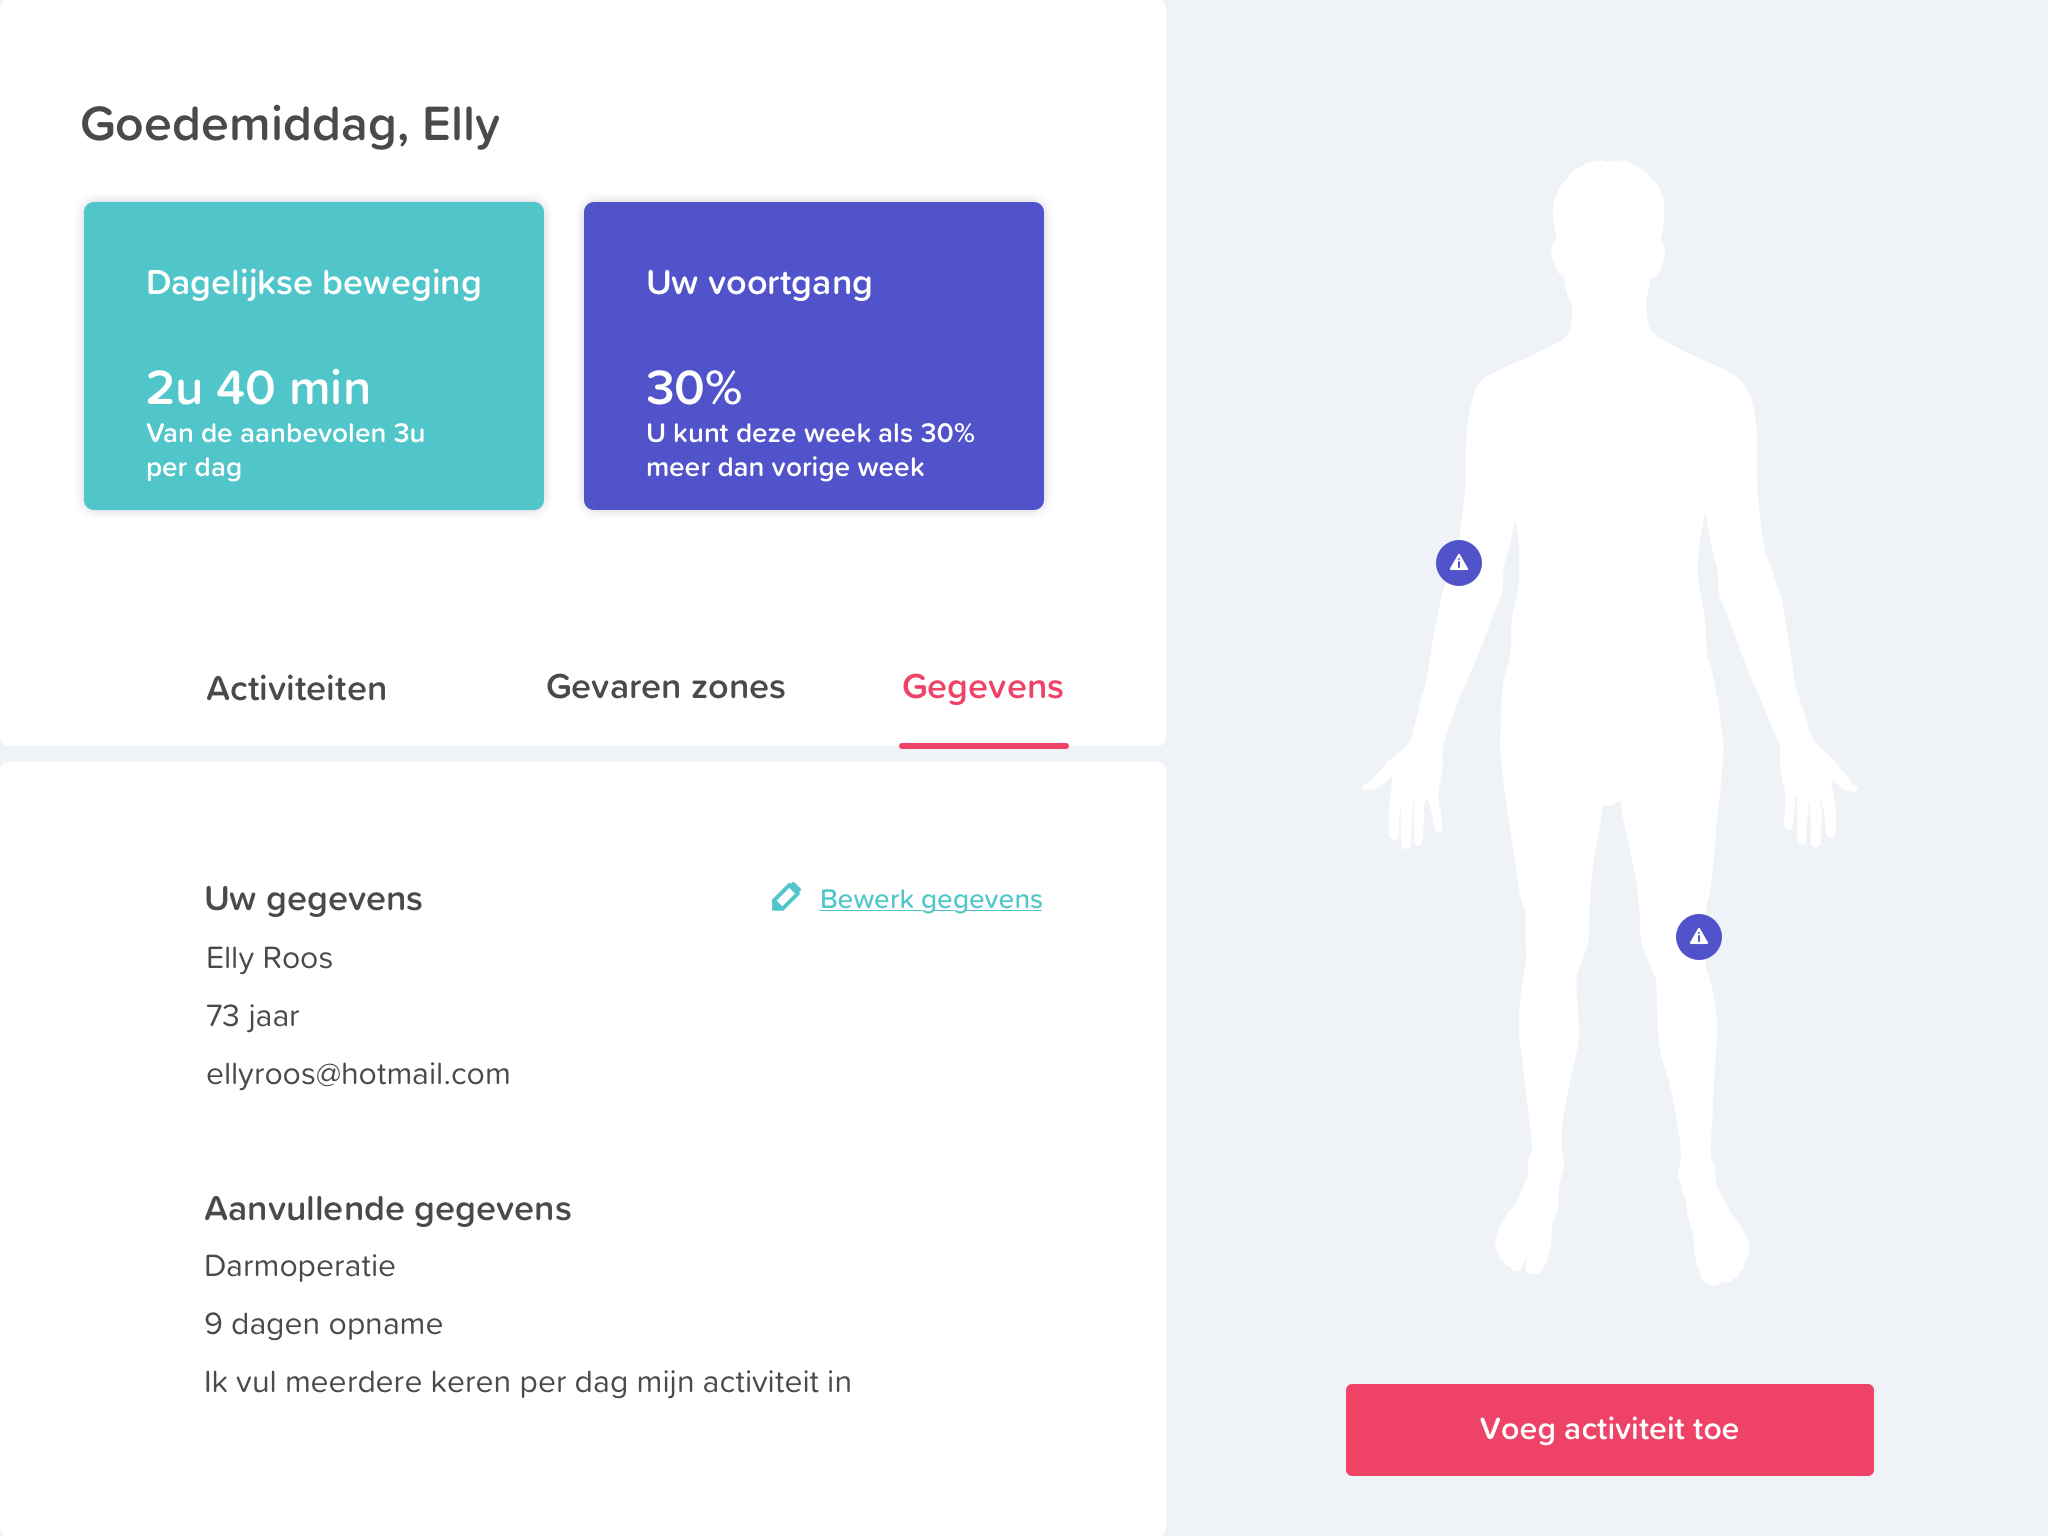 Goedemiddag, Elly
Dagelijkse beweging
2u 40 min
Van de aanbevolen 3u
per dag
Uw voortgang
30%
U kunt deze week als 30%
meer dan vorige week
Activiteiten
Gevaren zones
Gegevens
Uw gegevens
Bewerk gegevens
Elly Roos
73 jaar
ellyroos@hotmail.com
Aanvullende gegevens
Darmoperatie
9 dagen opname
Ik vul meerdere keren per dag mijn activiteit in
Voeg activiteit toe